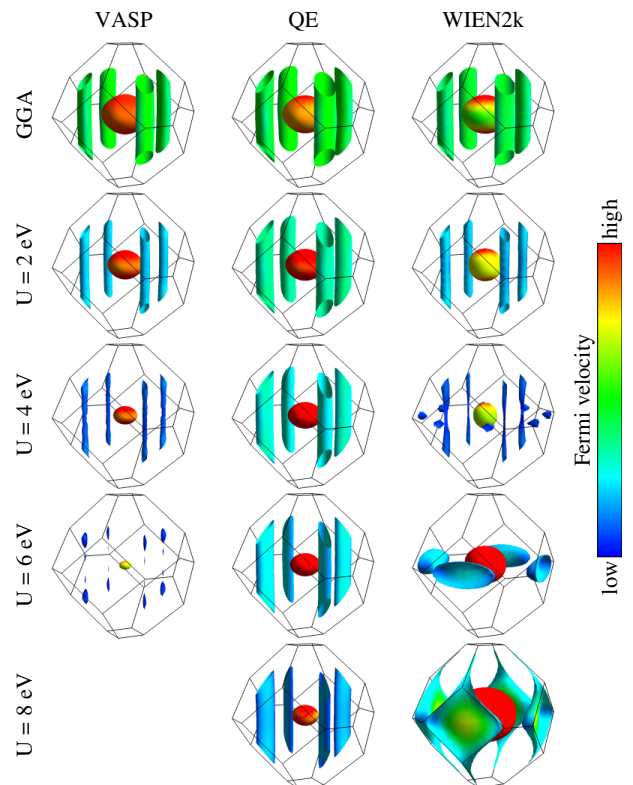 VASP QE WIEN2k
GGA
U = 2 eV
U = 4 eV
U = 6 eV
U = 8 eV
high
Fermi velocity
low